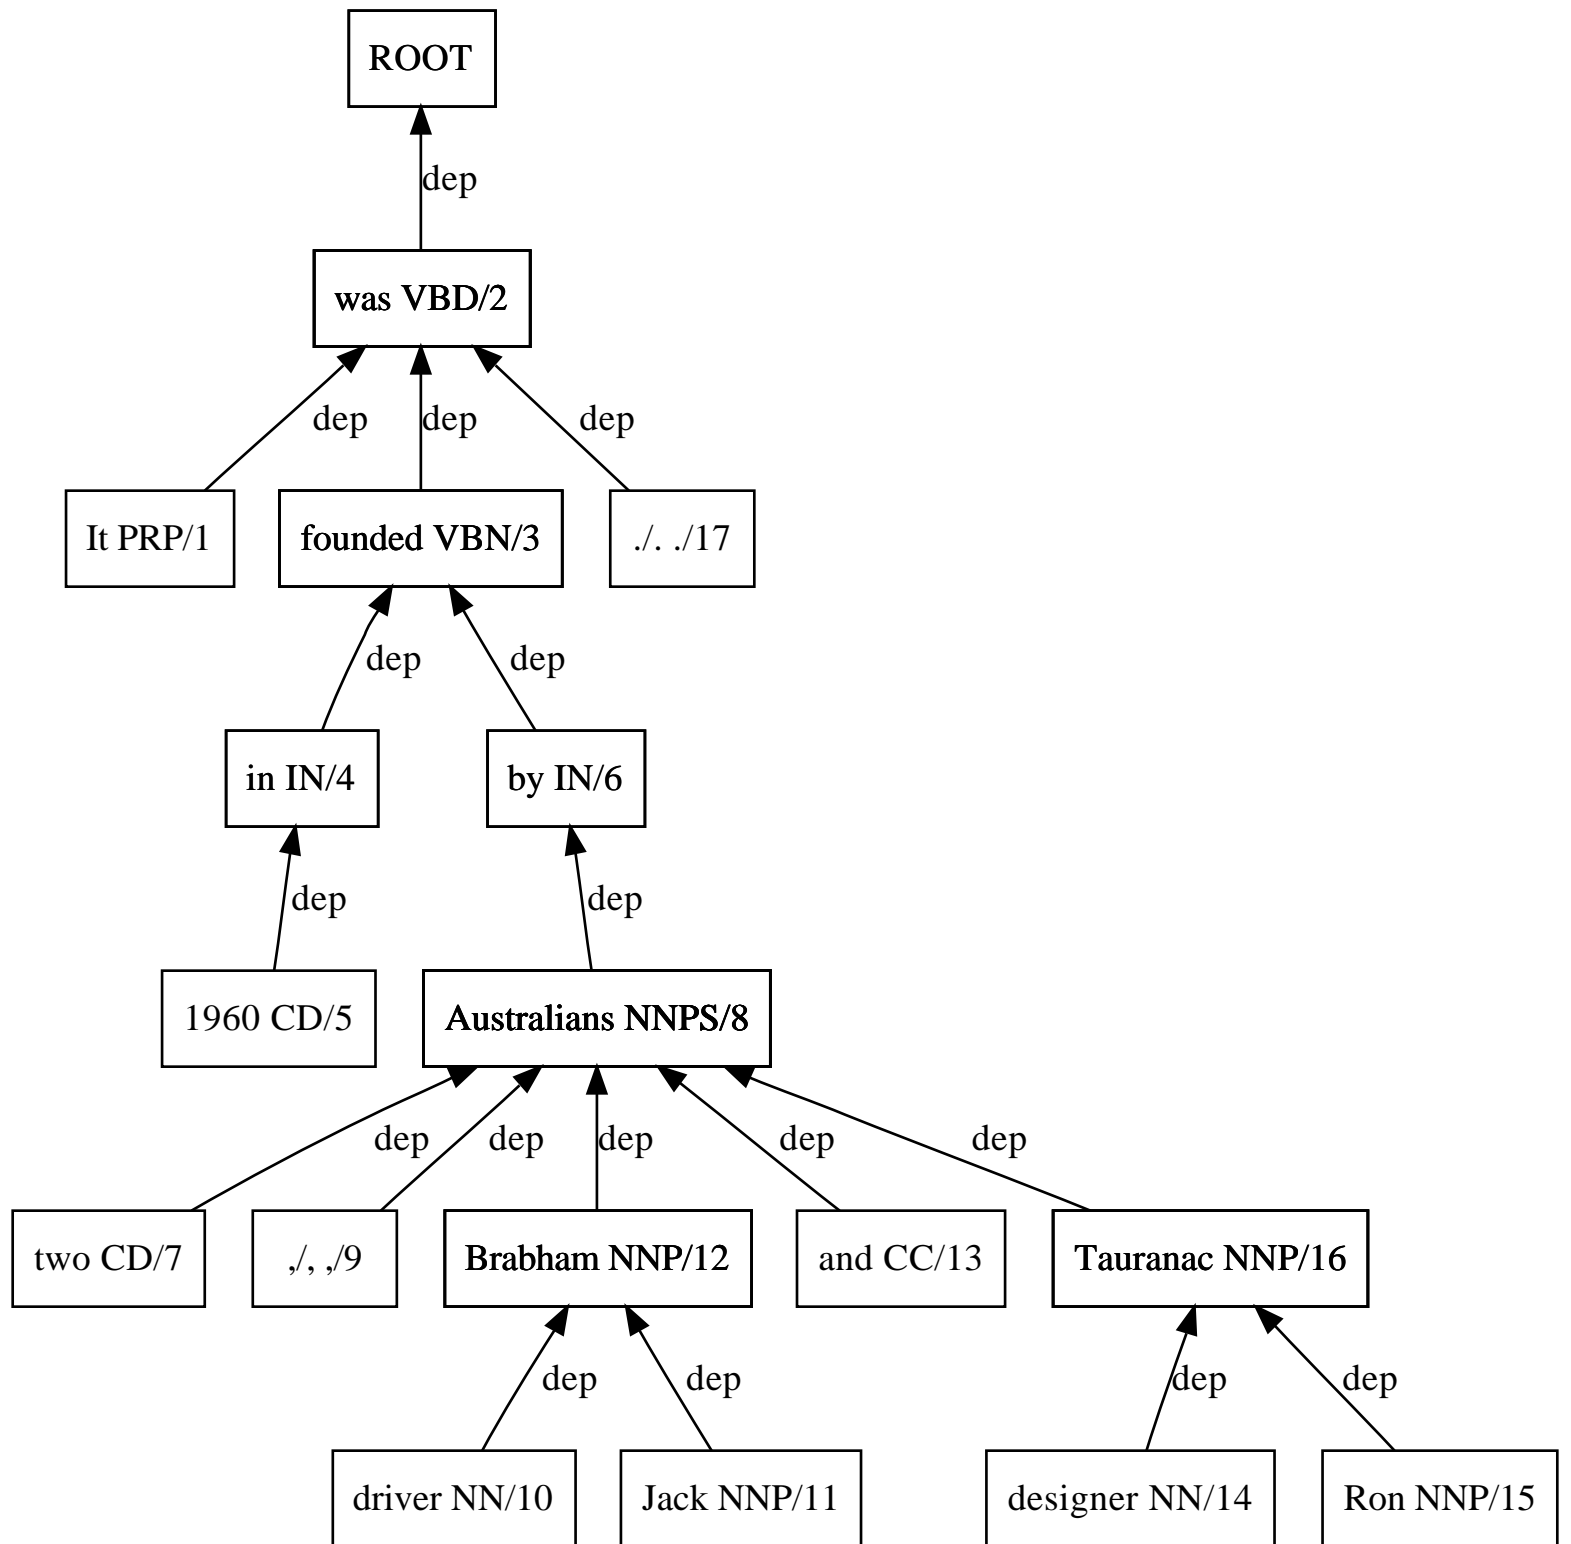 ROOT
dep
was VBD/2
dep dep dep
It PRP/1 founded VBN/3 ./. ./17
dep dep
in IN/4 by IN/6
dep dep
1960 CD/5 Australians NNPS/8
dep dep dep dep dep
two CD/7 ,/, ,/9 Brabham NNP/12 and CC/13 Tauranac NNP/16
dep dep dep dep
driver NN/10 Jack NNP/11 designer NN/14 Ron NNP/15